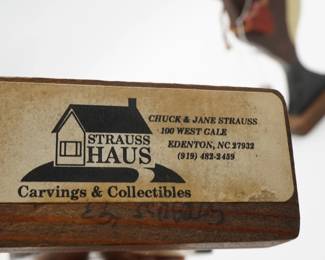 STRAUSS
HAUS
Carvings & Collectibles
CHUCK & JANE STRAUSS
100 WEST GALE
EDENTON, NC 27932
(919) 482-2459